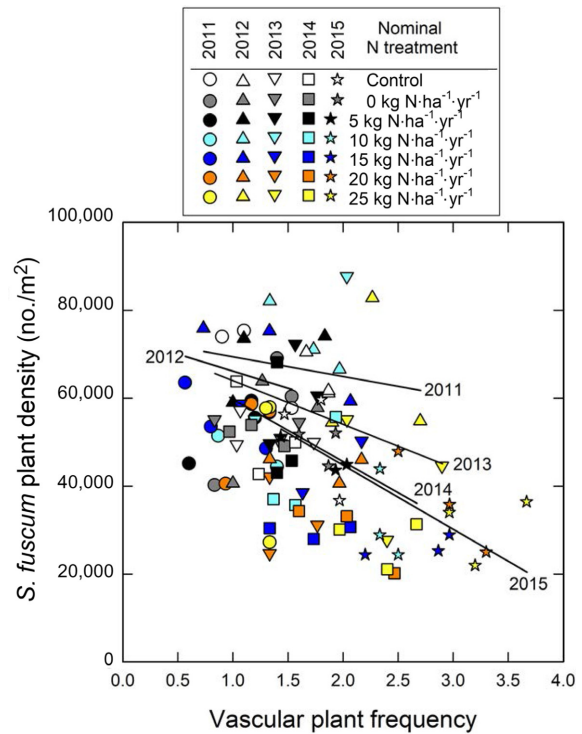 2011 2012 2013 2014 2015 Nominal
N treatment
Control
0 kg N·ha⁻¹·yr⁻¹
5 kg N·ha⁻¹·yr⁻¹
10 kg N·ha⁻¹·yr⁻¹
15 kg N·ha⁻¹·yr⁻¹
20 kg N·ha⁻¹·yr⁻¹
25 kg N·ha⁻¹·yr⁻¹
100,000
80,000
60,000
40,000
20,000
0
S. fuscum plant density (no./m²)
2012
2011
2013
2014
2015
0.0 0.5 1.0 1.5 2.0 2.5 3.0 3.5 4.0
Vascular plant frequency